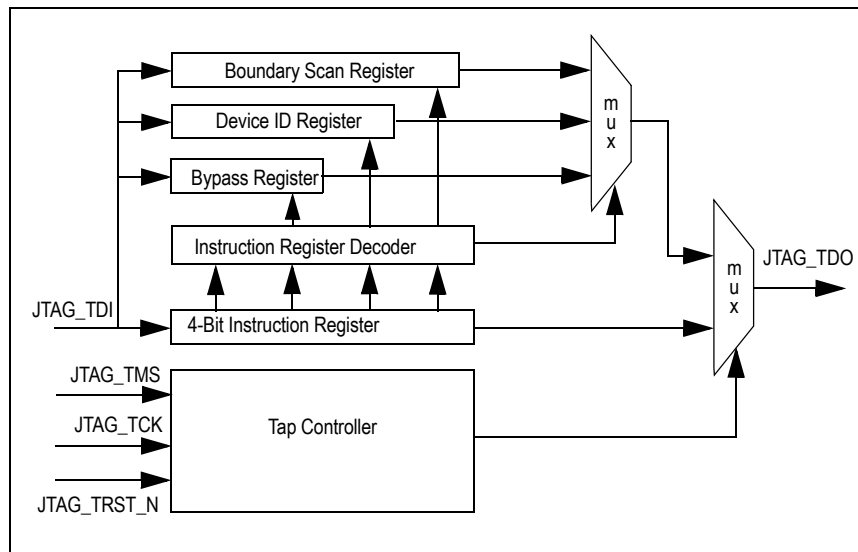 Boundary Scan Register
Device ID Register
Bypass Register
Instruction Register Decoder
4-Bit Instruction Register
Tap Controller
JTAG_TDI
JTAG_TMS
JTAG_TCK
JTAG_TRST_N
m
u
x
m
u
x
JTAG_TDO